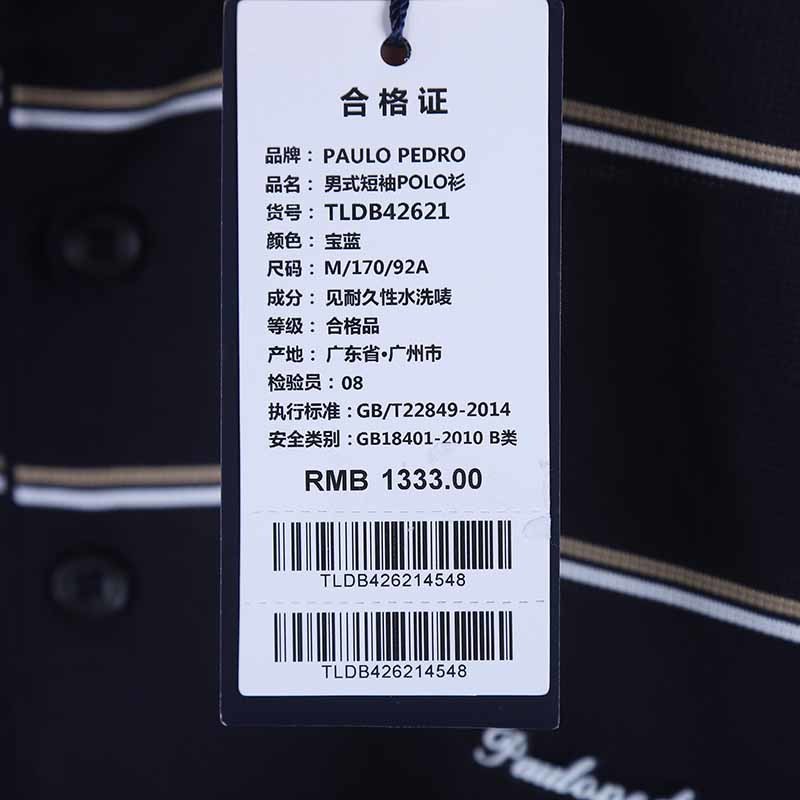 合格证
品牌：PAULO PEDRO
品名：男式短袖POLO衫
货号：TLDB42621
颜色：宝蓝
尺码：M/170/92A
成分：见耐久性水洗唛
等级：合格品
产地：广东省·广州市
检验员：08
执行标准：GB/T22849-2014
安全类别：GB18401-2010 B类
RMB 1333.00
TLDB426214548
TLDB426214548